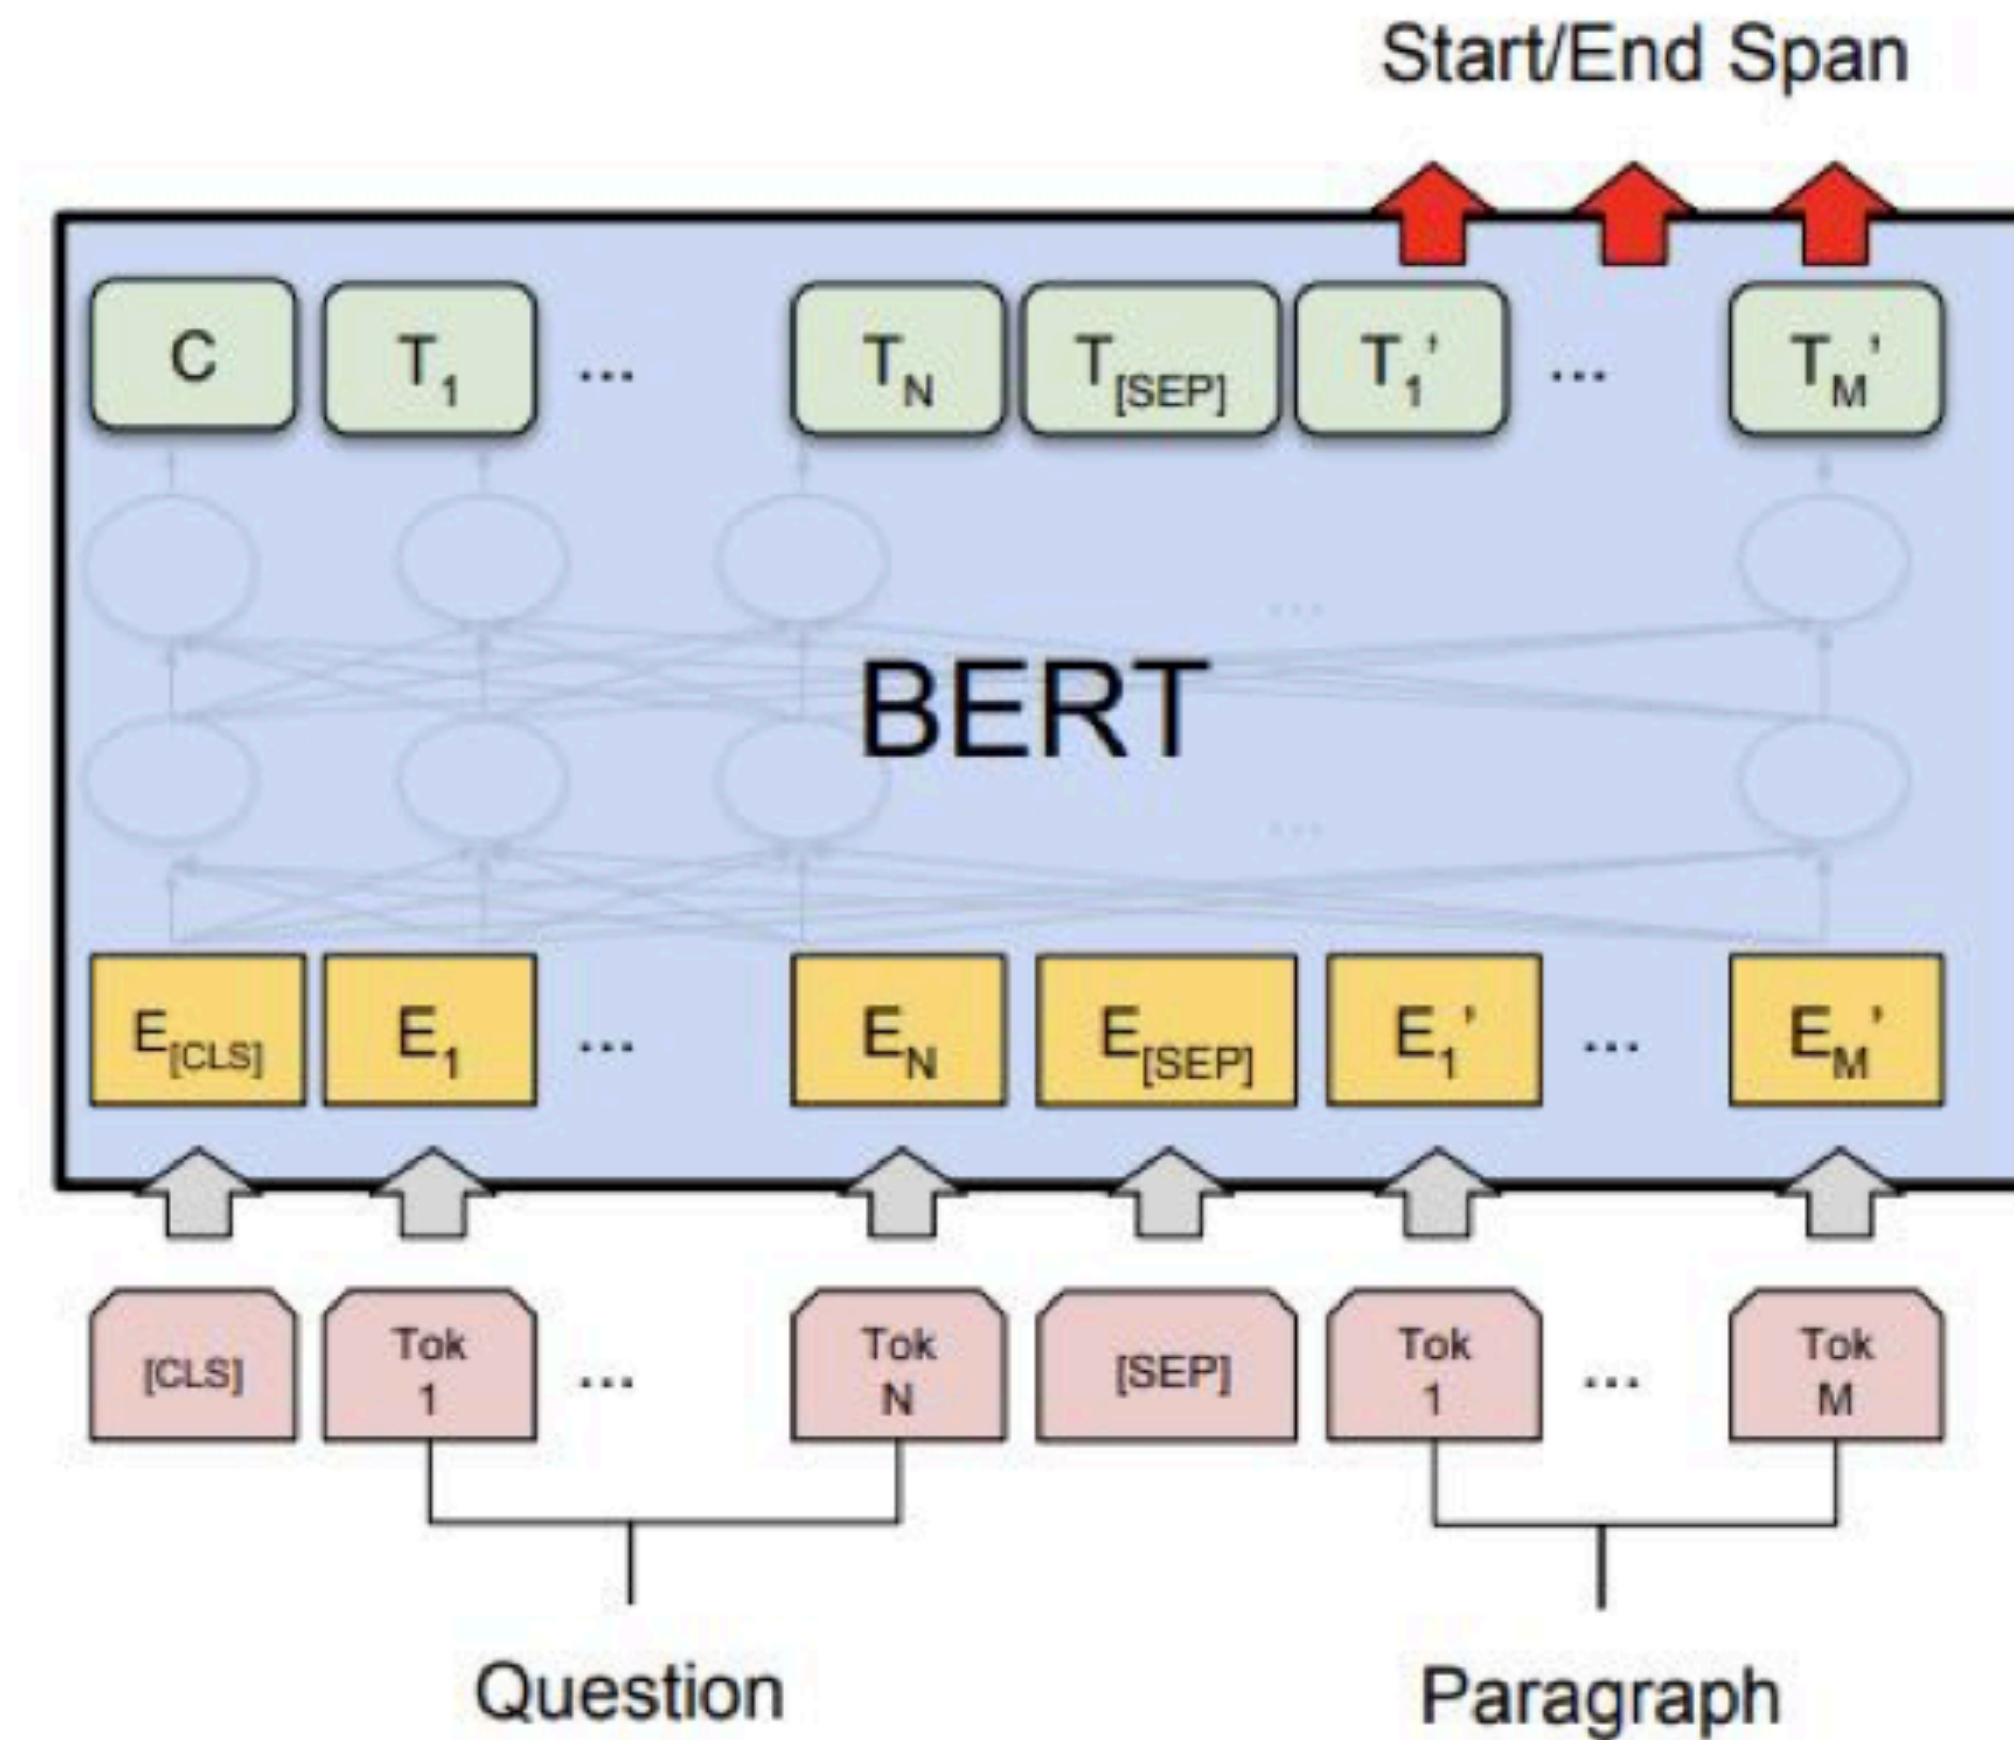 Start/End Span
C T1 ... TN T[SEP] T1' ... TM'
...
BERT
...
E[CLS] E1 ... EN E[SEP] E1' ... EM'
[CLS] Tok 1 ... Tok N [SEP] Tok 1 ... Tok M
Question Paragraph